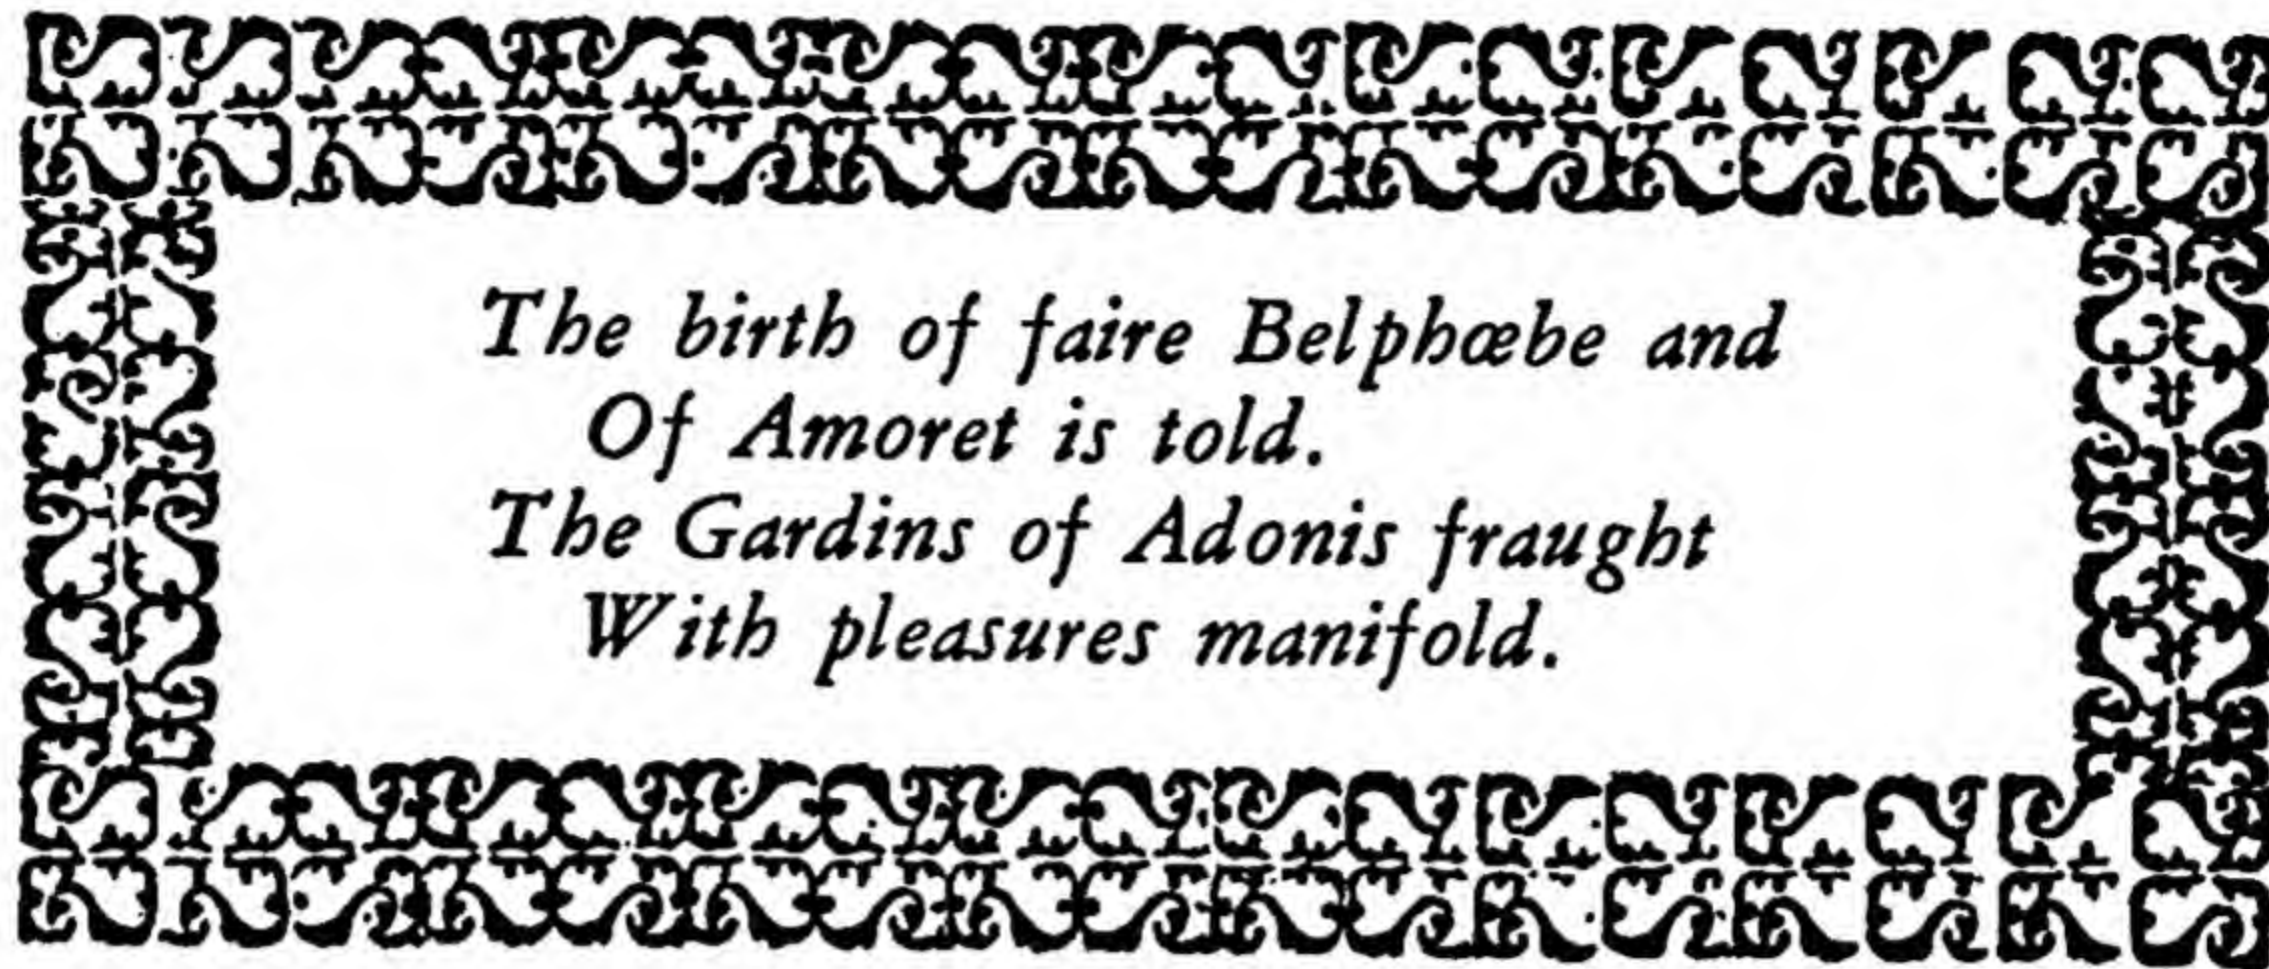 The birth of faire Belphœbe and
Of Amoret is told.
The Gardins of Adonis fraught
With pleasures manifold.